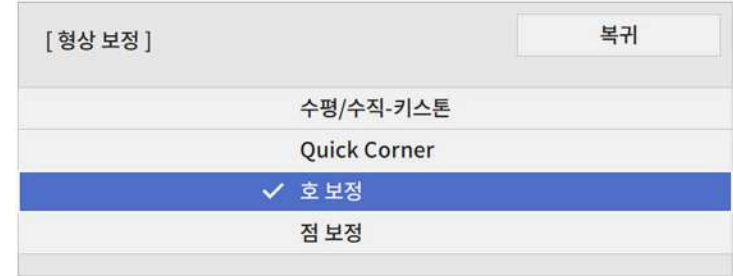 [ 형상 보정 ]
복귀
수평/수직-키스톤
Quick Corner
호 보정
점 보정